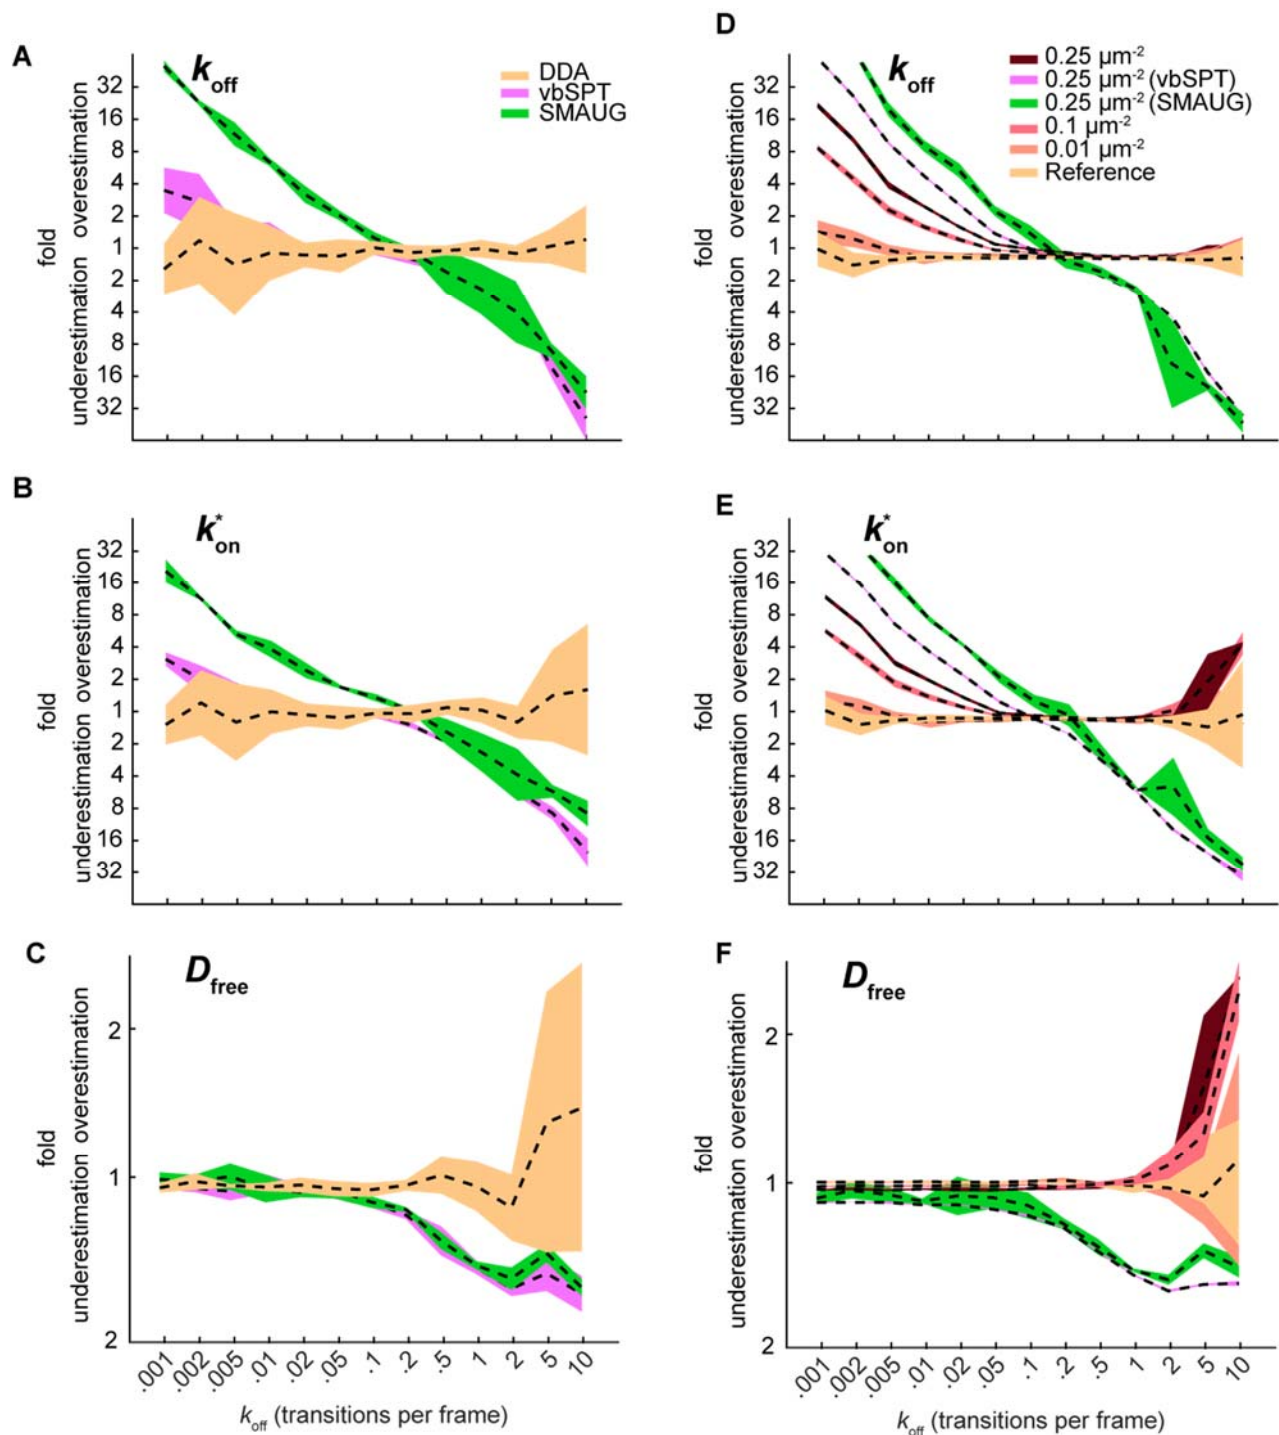 A
k_off
DDA
vbSPT
SMAUG
fold
underestimation overestimation
32
16
8
4
2
1
2
4
8
16
32
B
k*_on
fold
underestimation overestimation
32
16
8
4
2
1
2
4
8
16
32
C
D_free
fold
underestimation overestimation
2
1
2
.001 .002 .005 .01 .02 .05 .1 .2 .5 1 2 5 10
k_off (transitions per frame)
D
k_off
0.25 µm⁻²
0.25 µm⁻² (vbSPT)
0.25 µm⁻² (SMAUG)
0.1 µm⁻²
0.01 µm⁻²
Reference
fold
underestimation overestimation
32
16
8
4
2
1
2
4
8
16
32
E
k*_on
fold
underestimation overestimation
32
16
8
4
2
1
2
4
8
16
32
F
D_free
fold
underestimation overestimation
2
1
2
.001 .002 .005 .01 .02 .05 .1 .2 .5 1 2 5 10
k_off (transitions per frame)